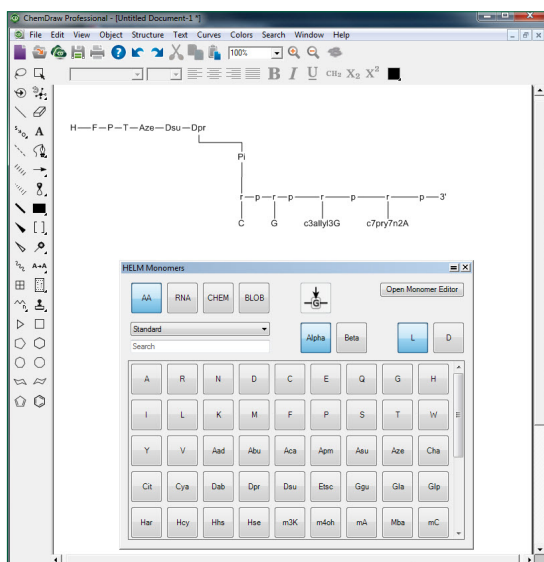 ChemDraw Professional - [Untitled Document-1 *]
File Edit View Object Structure Text Curves Colors Search Window Help
100%
B I U CH2 X2 X2
A
H—F—P—T—Aze—Dsu—Dpr
Pi
r—p—r—p—r—p—r—p—3'
C G c3allyl3G c7pry7n2A
HELM Monomers
AA RNA CHEM BLOB G Open Monomer Editor
Standard
Alpha Beta L D
Search
A R N D C E Q G H
I L K M F P S T W
Y V Aad Abu Aca Apm Asu Aze Cha
Cit Cya Dab Dpr Dsu Etsc Ggu Gla Glp
Har Hcy Hhs Hse m3K m4oh mA Mba mC